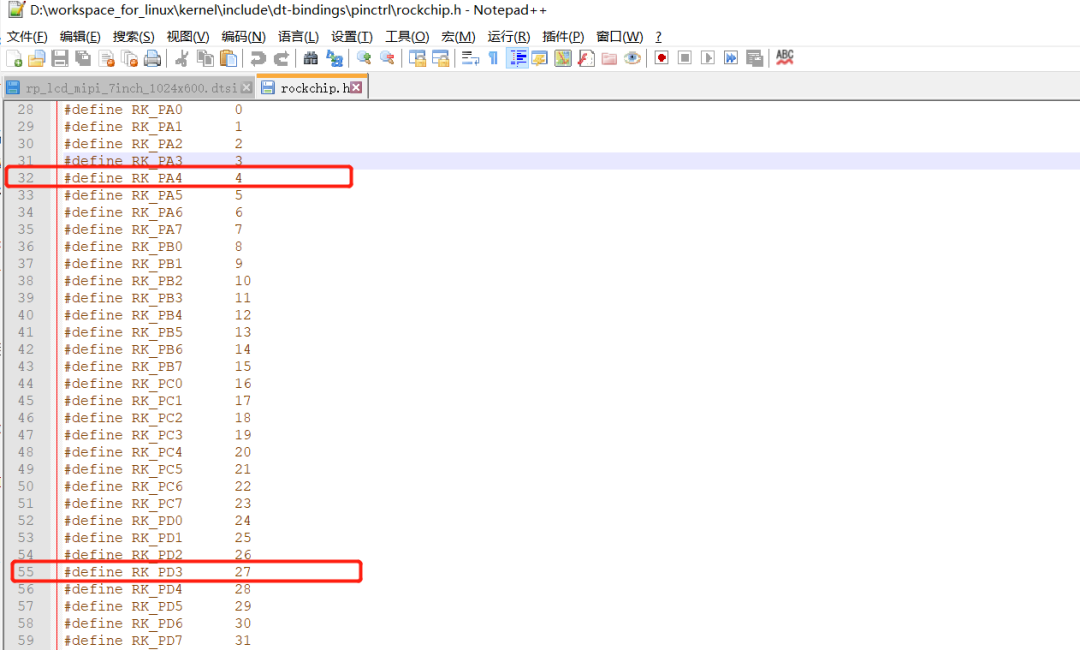 D:\workspace_for_linux\kernel\include\dt-bindings\pinctrl\rockchip.h - Notepad++
文件(F) 编辑(E) 搜索(S) 视图(V) 编码(N) 语言(L) 设置(T) 工具(O) 宏(M) 运行(R) 插件(P) 窗口(W) ?
ABC
rp_lcd_mipi_7inch_1024x600.dtsi rockchip.h
28 #define RK_PA0 0
29 #define RK_PA1 1
30 #define RK_PA2 2
31 #define RK_PA3 3
32 #define RK_PA4 4
33 #define RK_PA5 5
34 #define RK_PA6 6
35 #define RK_PA7 7
36 #define RK_PB0 8
37 #define RK_PB1 9
38 #define RK_PB2 10
39 #define RK_PB3 11
40 #define RK_PB4 12
41 #define RK_PB5 13
42 #define RK_PB6 14
43 #define RK_PB7 15
44 #define RK_PC0 16
45 #define RK_PC1 17
46 #define RK_PC2 18
47 #define RK_PC3 19
48 #define RK_PC4 20
49 #define RK_PC5 21
50 #define RK_PC6 22
51 #define RK_PC7 23
52 #define RK_PD0 24
53 #define RK_PD1 25
54 #define RK_PD2 26
55 #define RK_PD3 27
56 #define RK_PD4 28
57 #define RK_PD5 29
58 #define RK_PD6 30
59 #define RK_PD7 31